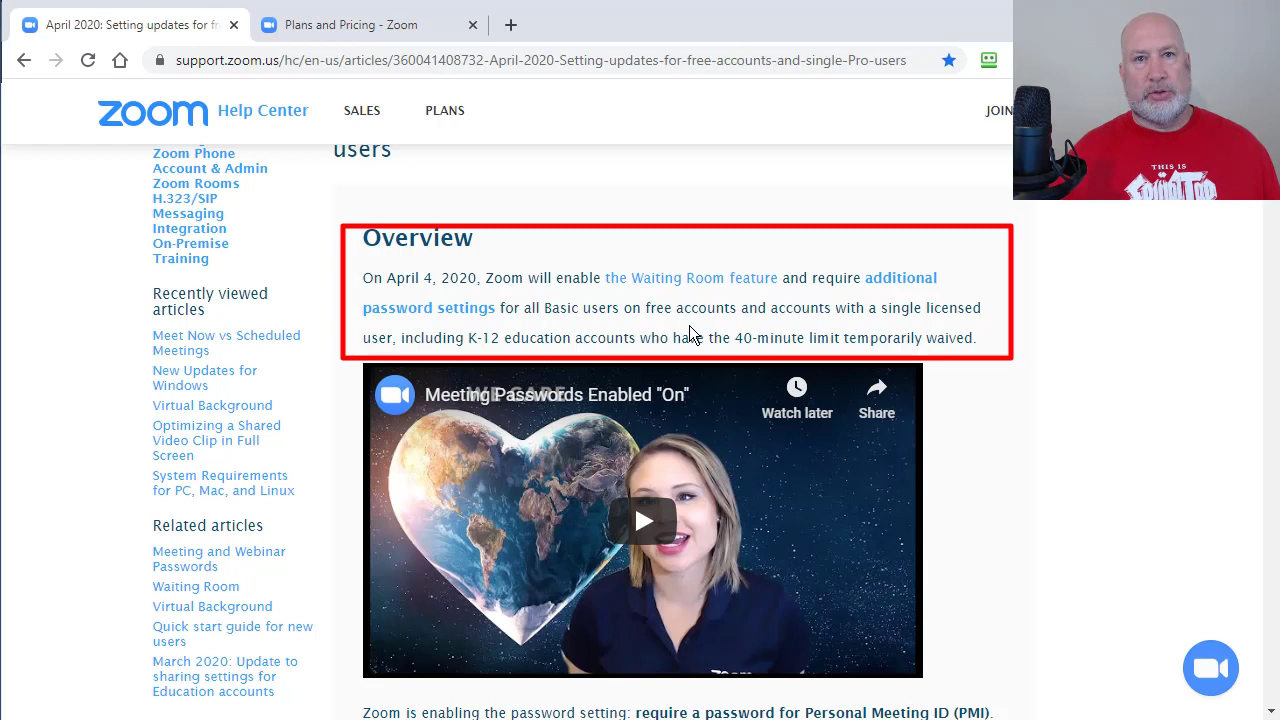 April 2020: Setting updates for fr
Plans and Pricing - Zoom
support.zoom.us/hc/en-us/articles/360041408722-April-2020-Setting-updates-for-free-accounts-and-single-Pro-users
zoom Help Center SALES PLANS JOIN
users
Zoom Phone
Account & Admin
Zoom Rooms
H.323/SIP
Messaging
Integration
On-Premise
Training
Recently viewed
articles
Meet Now vs Scheduled
Meetings
New Updates for
Windows
Virtual Background
Optimizing a Shared
Video Clip in Full
Screen
System Requirements
for PC, Mac, and Linux
Related articles
Meeting and Webinar
Passwords
Waiting Room
Virtual Background
Quick start guide for new
users
March 2020: Update to
sharing settings for
Education accounts
Overview
On April 4, 2020, Zoom will enable the Waiting Room feature and require additional
password settings for all Basic users on free accounts and accounts with a single licensed
user, including K-12 education accounts who have the 40-minute limit temporarily waived.
WE CARE
Meeting Passwords Enabled "On"
Watch later
Share
zoom
Zoom is enabling the password setting: require a password for Personal Meeting ID (PMI).
THIS IS
Spinal Tap